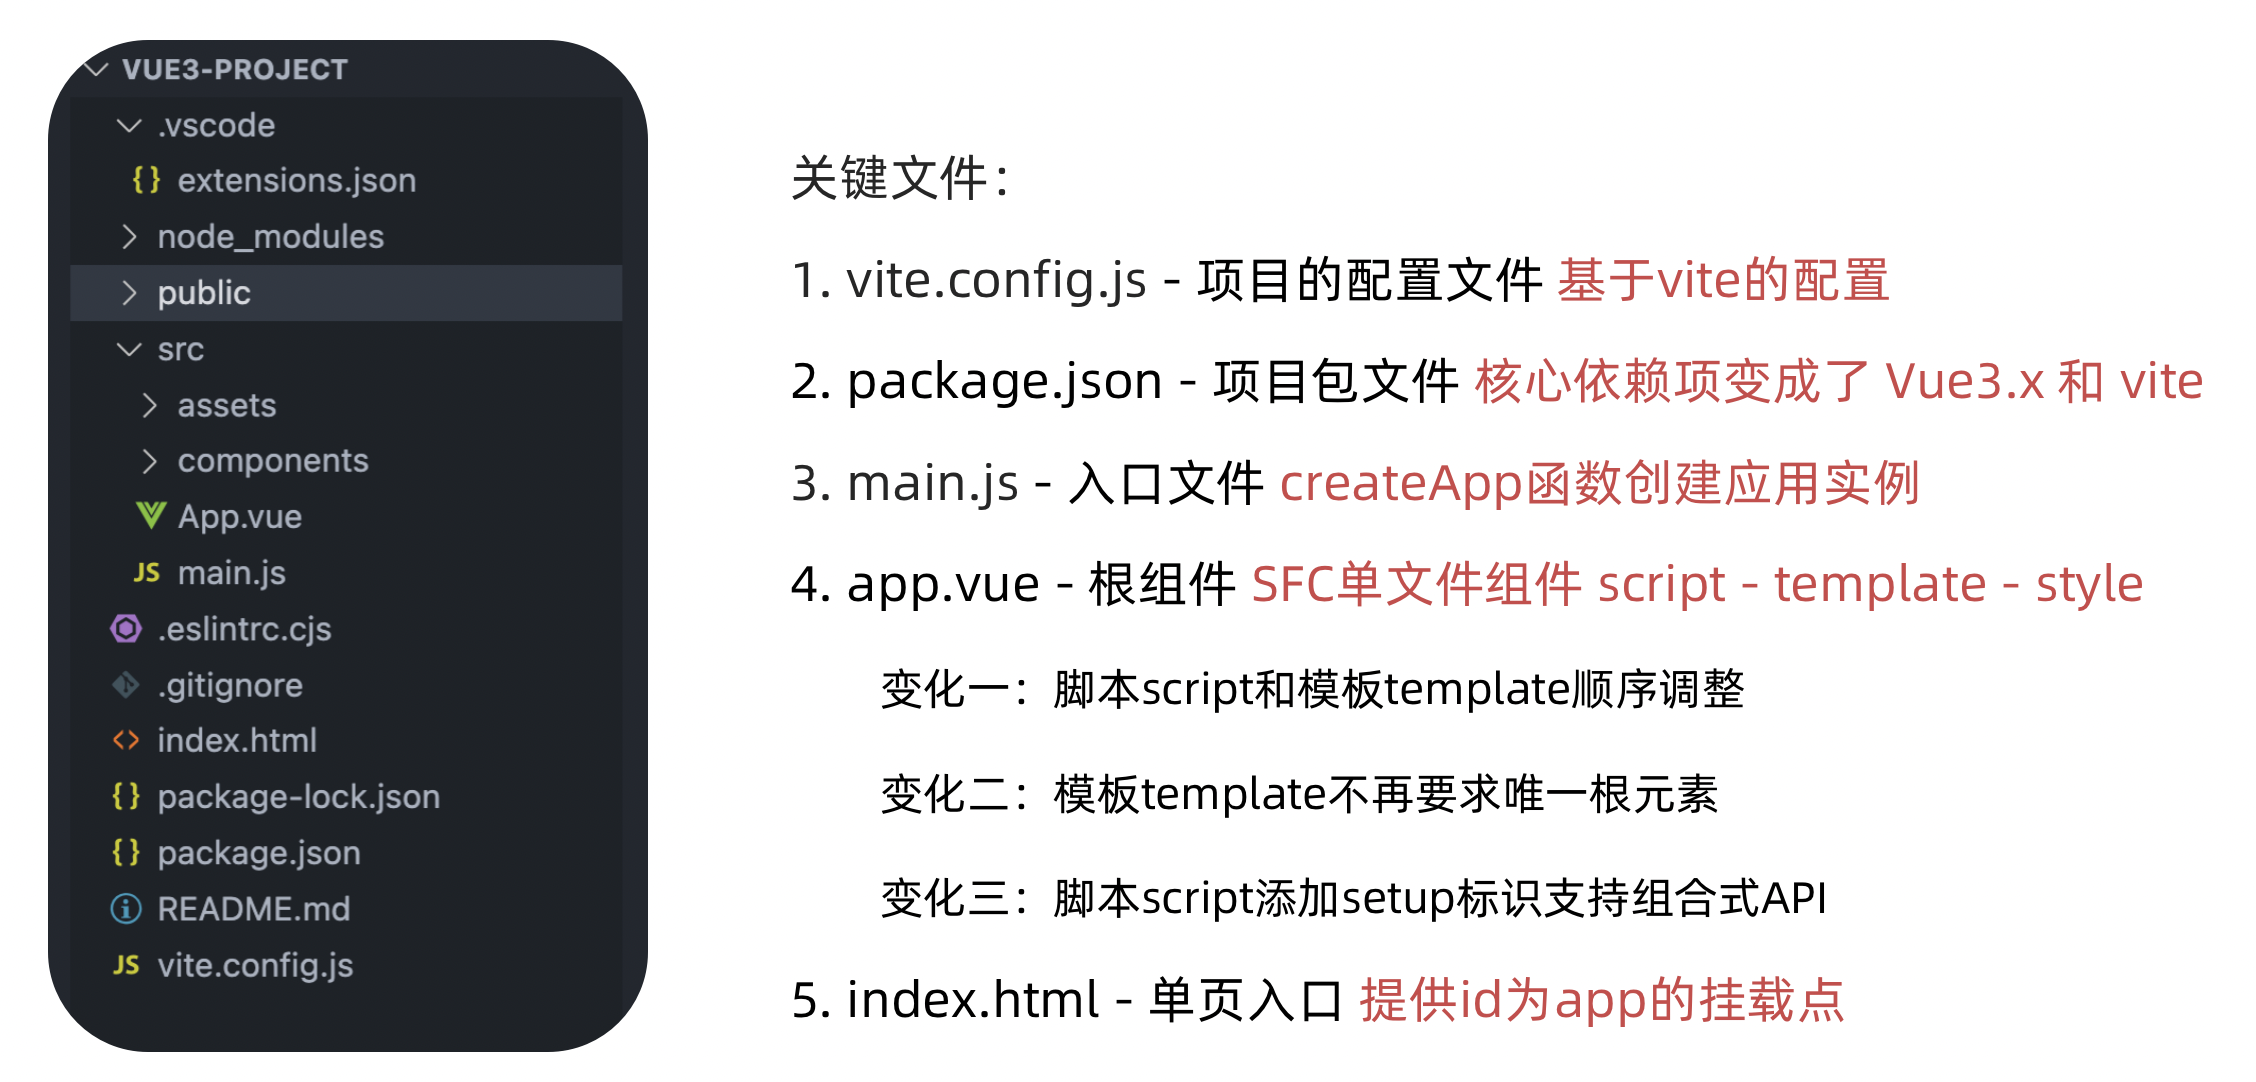 VUE3-PROJECT
.vscode
{} extensions.json
node_modules
public
src
assets
components
App.vue
JS main.js
.eslintrc.cjs
.gitignore
<> index.html
{} package-lock.json
{} package.json
README.md
JS vite.config.js
关键文件：
1. vite.config.js - 项目的配置文件 基于vite的配置
2. package.json - 项目包文件 核心依赖项变成了 Vue3.x 和 vite
3. main.js - 入口文件 createApp函数创建应用实例
4. app.vue - 根组件 SFC单文件组件 script - template - style
变化一：脚本script和模板template顺序调整
变化二：模板template不再要求唯一根元素
变化三：脚本script添加setup标识支持组合式API
5. index.html - 单页入口 提供id为app的挂载点